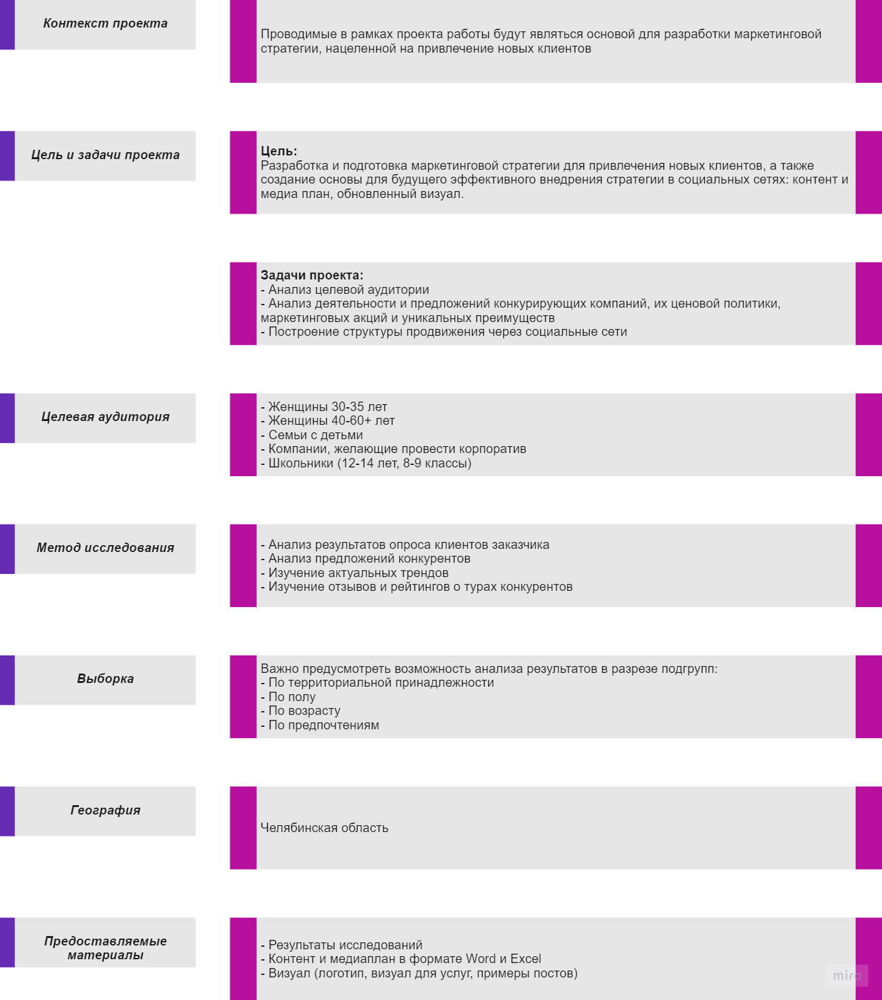 Контекст проекта
Проводимые в рамках проекта работы будут являться основой для разработки маркетинговой
стратегии, нацеленной на привлечение новых клиентов
Цель и задачи проекта
Цель:
Разработка и подготовка маркетинговой стратегии для привлечения новых клиентов, а также
создание основы для будущего эффективного внедрения стратегии в социальных сетях: контент и
медиа план, обновленный визуал.
Задачи проекта:
- Анализ целевой аудитории
- Анализ деятельности и предложений конкурирующих компаний, их ценовой политики,
маркетинговых акций и уникальных преимуществ
- Построение структуры продвижения через социальные сети
Целевая аудитория
- Женщины 30-35 лет
- Женщины 40-60+ лет
- Семьи с детьми
- Компании, желающие провести корпоратив
- Школьники (12-14 лет, 8-9 классы)
Метод исследования
- Анализ результатов опроса клиентов заказчика
- Анализ предложений конкурентов
- Изучение актуальных трендов
- Изучение отзывов и рейтингов о турах конкурентов
Выборка
Важно предусмотреть возможность анализа результатов в разрезе подгрупп:
- По территориальной принадлежности
- По полу
- По возрасту
- По предпочтениям
География
Челябинская область
Предоставляемые
материалы
- Результаты исследований
- Контент и медиаплан в формате Word и Excel
- Визуал (логотип, визуал для услуг, примеры постов)
miro